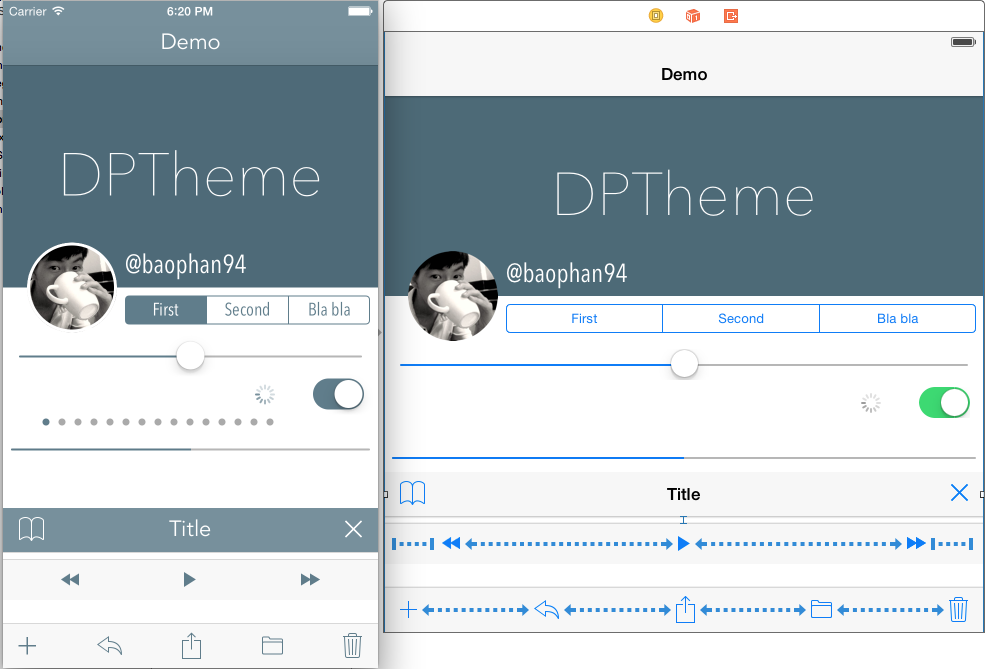 Carrier 6:20 PM
Demo
DPTheme
@baophan94
First Second Bla bla
Title
Demo
DPTheme
@baophan94
First Second Bla bla
Title